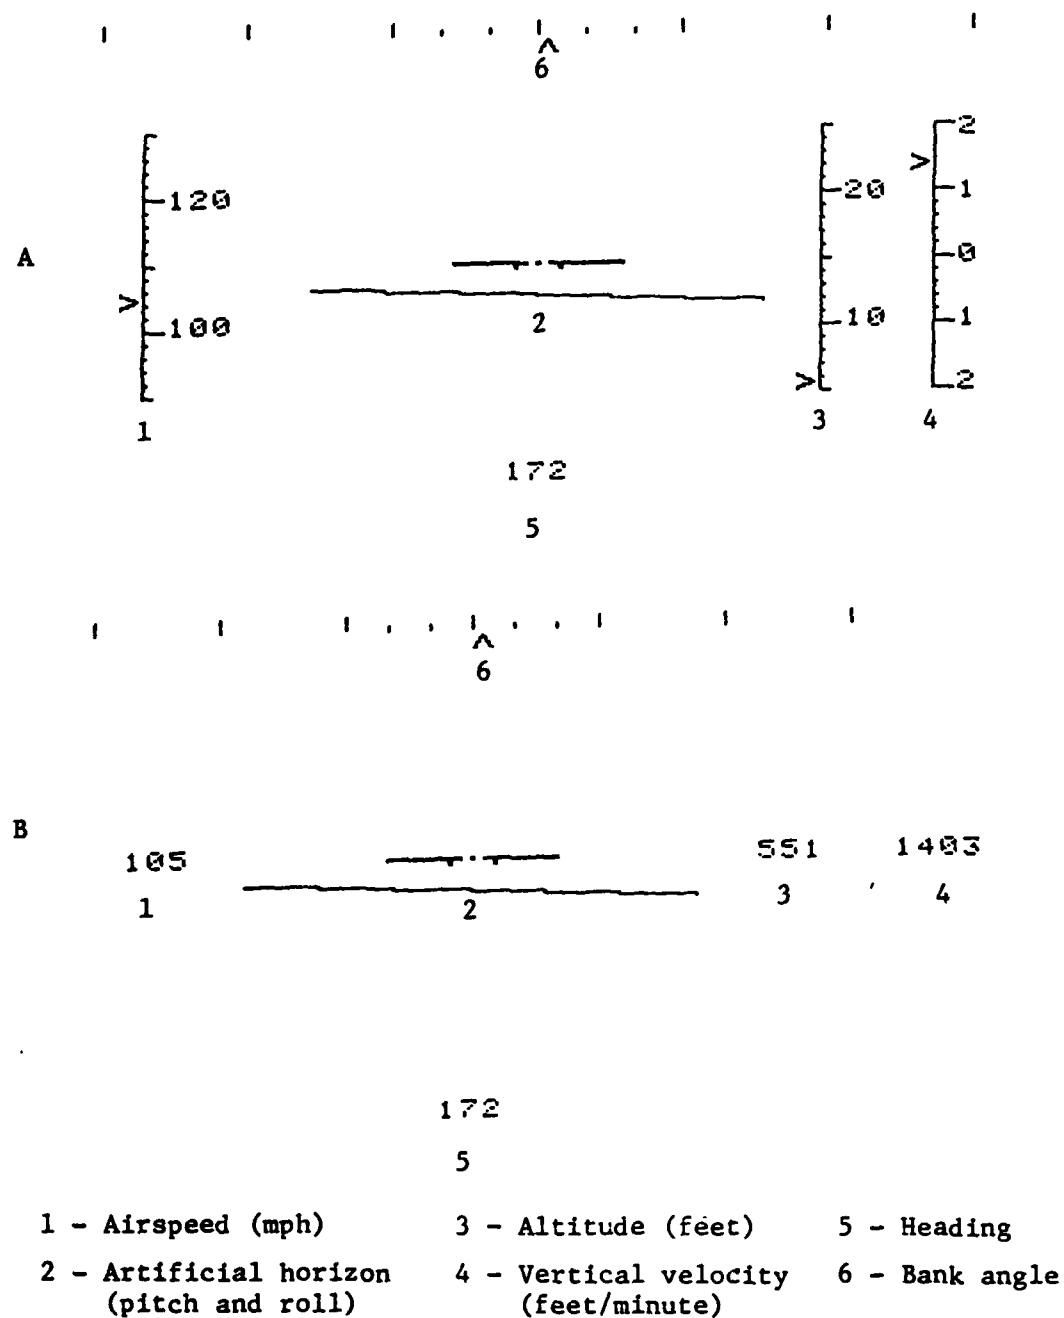 6
A
120
100
1
2
20
10
3
2
1
0
1
2
4
172
5
6
B
105
1
2
551
3
1403
4
172
5
1 - Airspeed (mph)
2 - Artificial horizon
(pitch and roll)
3 - Altitude (feet)
4 - Vertical velocity
(feet/minute)
5 - Heading
6 - Bank angle